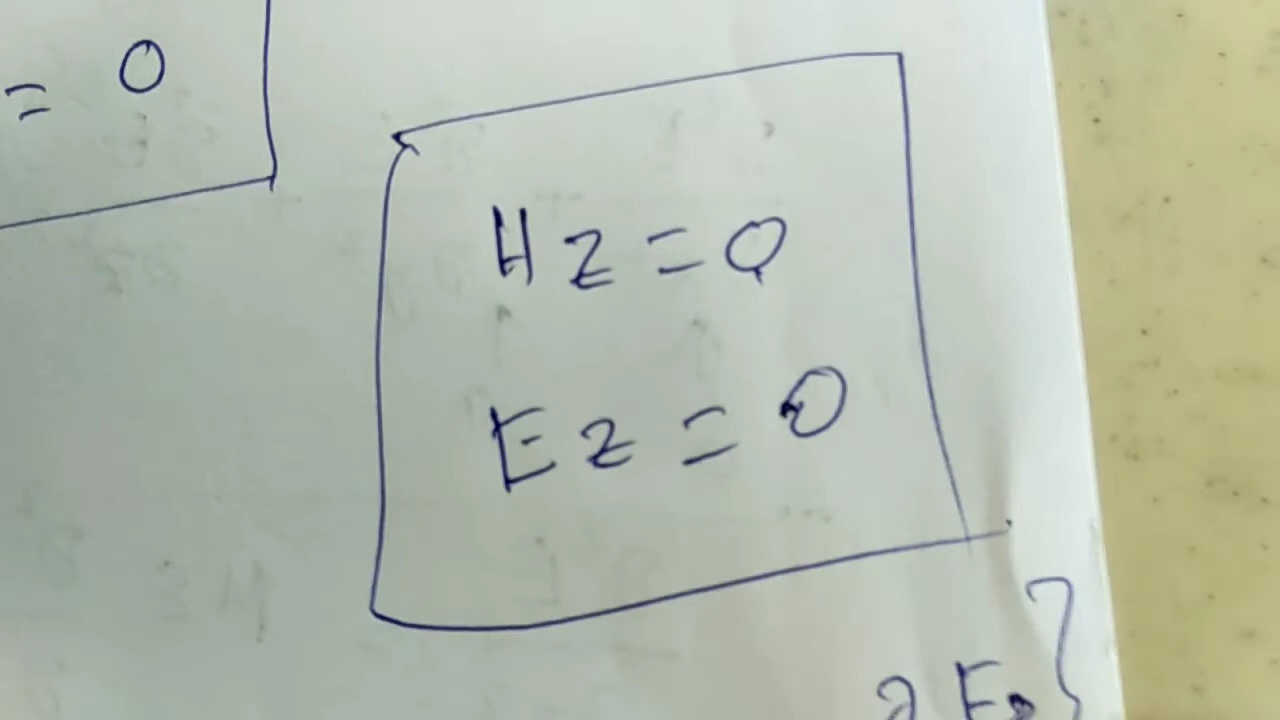 = 0
Hz = 0
Ez = 0